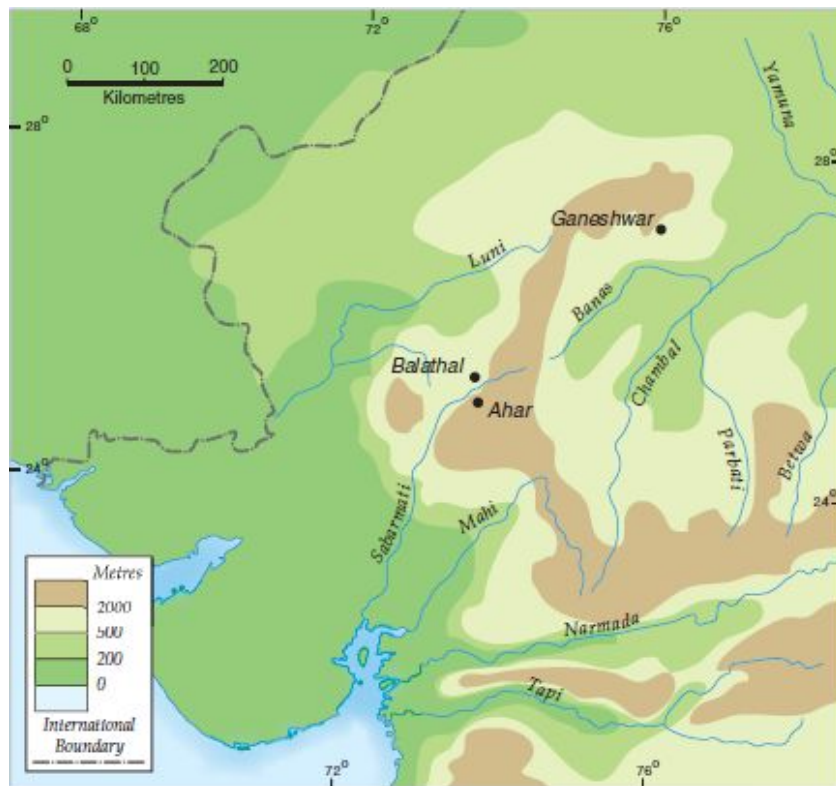 68°
72°
76°
0 100 200
Kilometres
28°
Yamuna
28°
Ganeshwar
Luni
Banas
Balathal
Chambal
Ahar
24°
Parbati
Betwa
24°
Sabarmati
Mahi
Metres
2000
500
200
0
International
Boundary
Narmada
Tapi
72°
76°